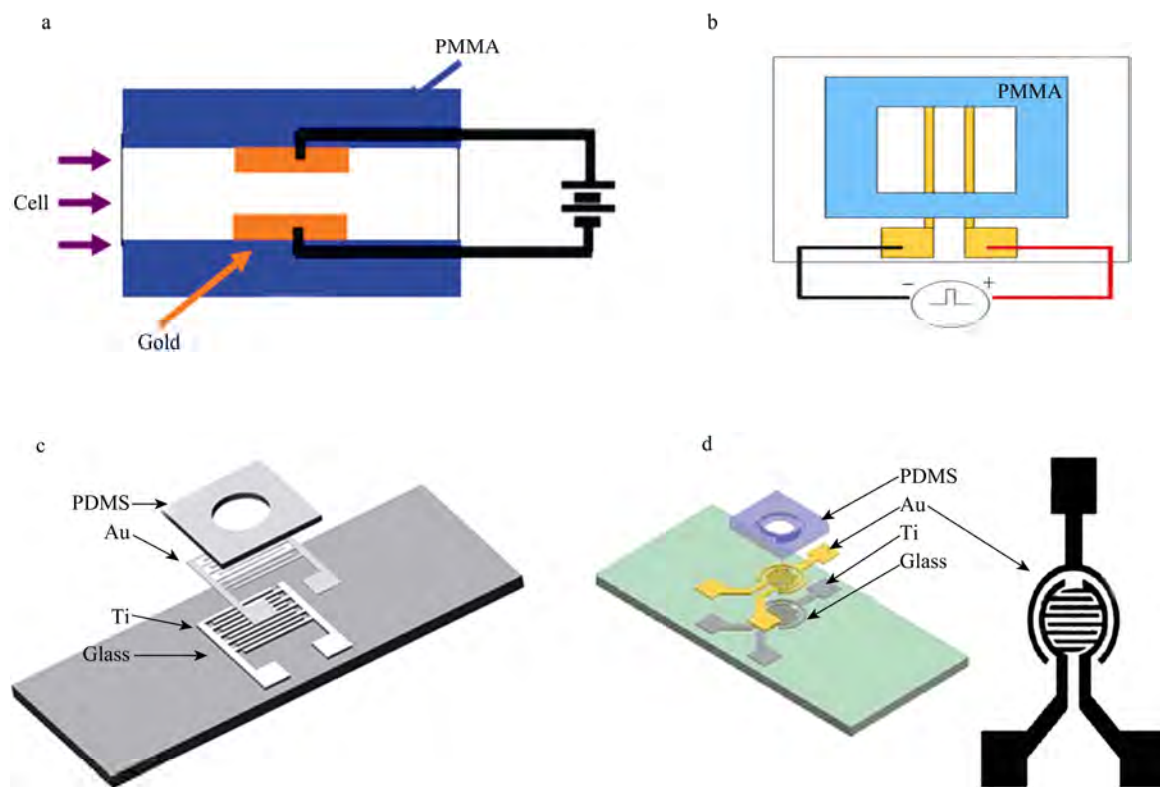 a
PMMA
Cell
Gold
b
PMMA
− +
c
PDMS
Au
Ti
Glass
d
PDMS
Au
Ti
Glass